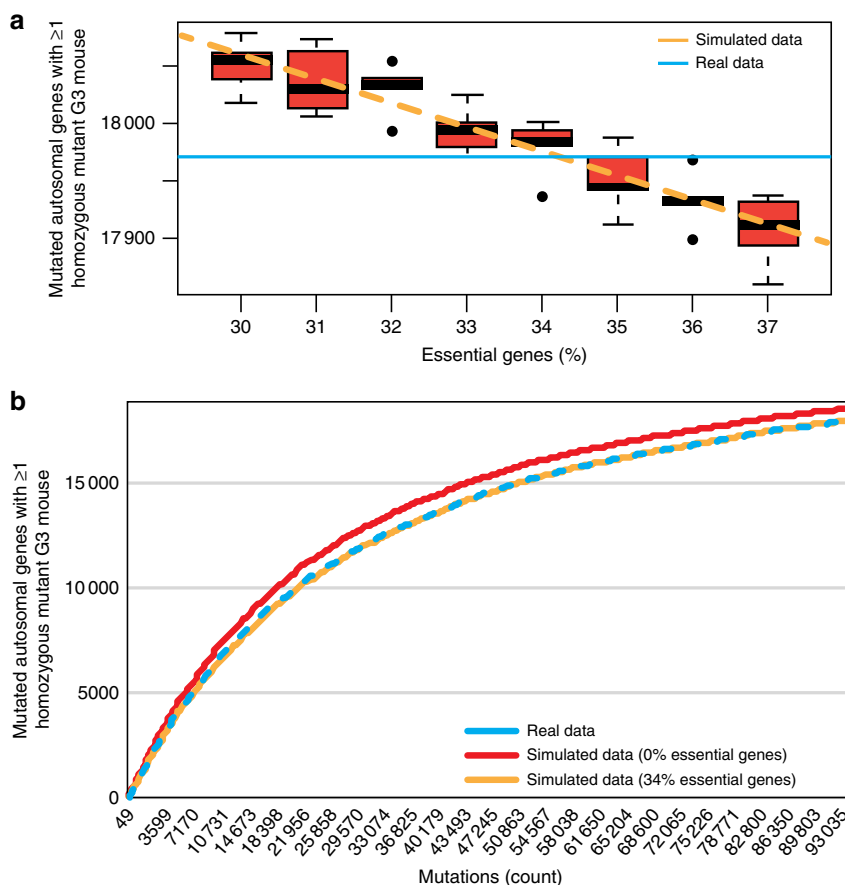 a
Mutated autosomal genes with ≥1
homozygous mutant G3 mouse
18000
17900
Simulated data
Real data
30 31 32 33 34 35 36 37
Essential genes (%)
b
Mutated autosomal genes with ≥1
homozygous mutant G3 mouse
15 000
10 000
5000
0
Real data
Simulated data (0% essential genes)
Simulated data (34% essential genes)
49 3599 7170 10 731 14 673 18 398 21 956 25 858 29 570 33 074 36 825 40 179 43 493 47 245 50 863 54 567 58 038 61 650 65 204 68 600 72 065 75 226 78 771 82 800 86 350 89 803 93 035
Mutations (count)